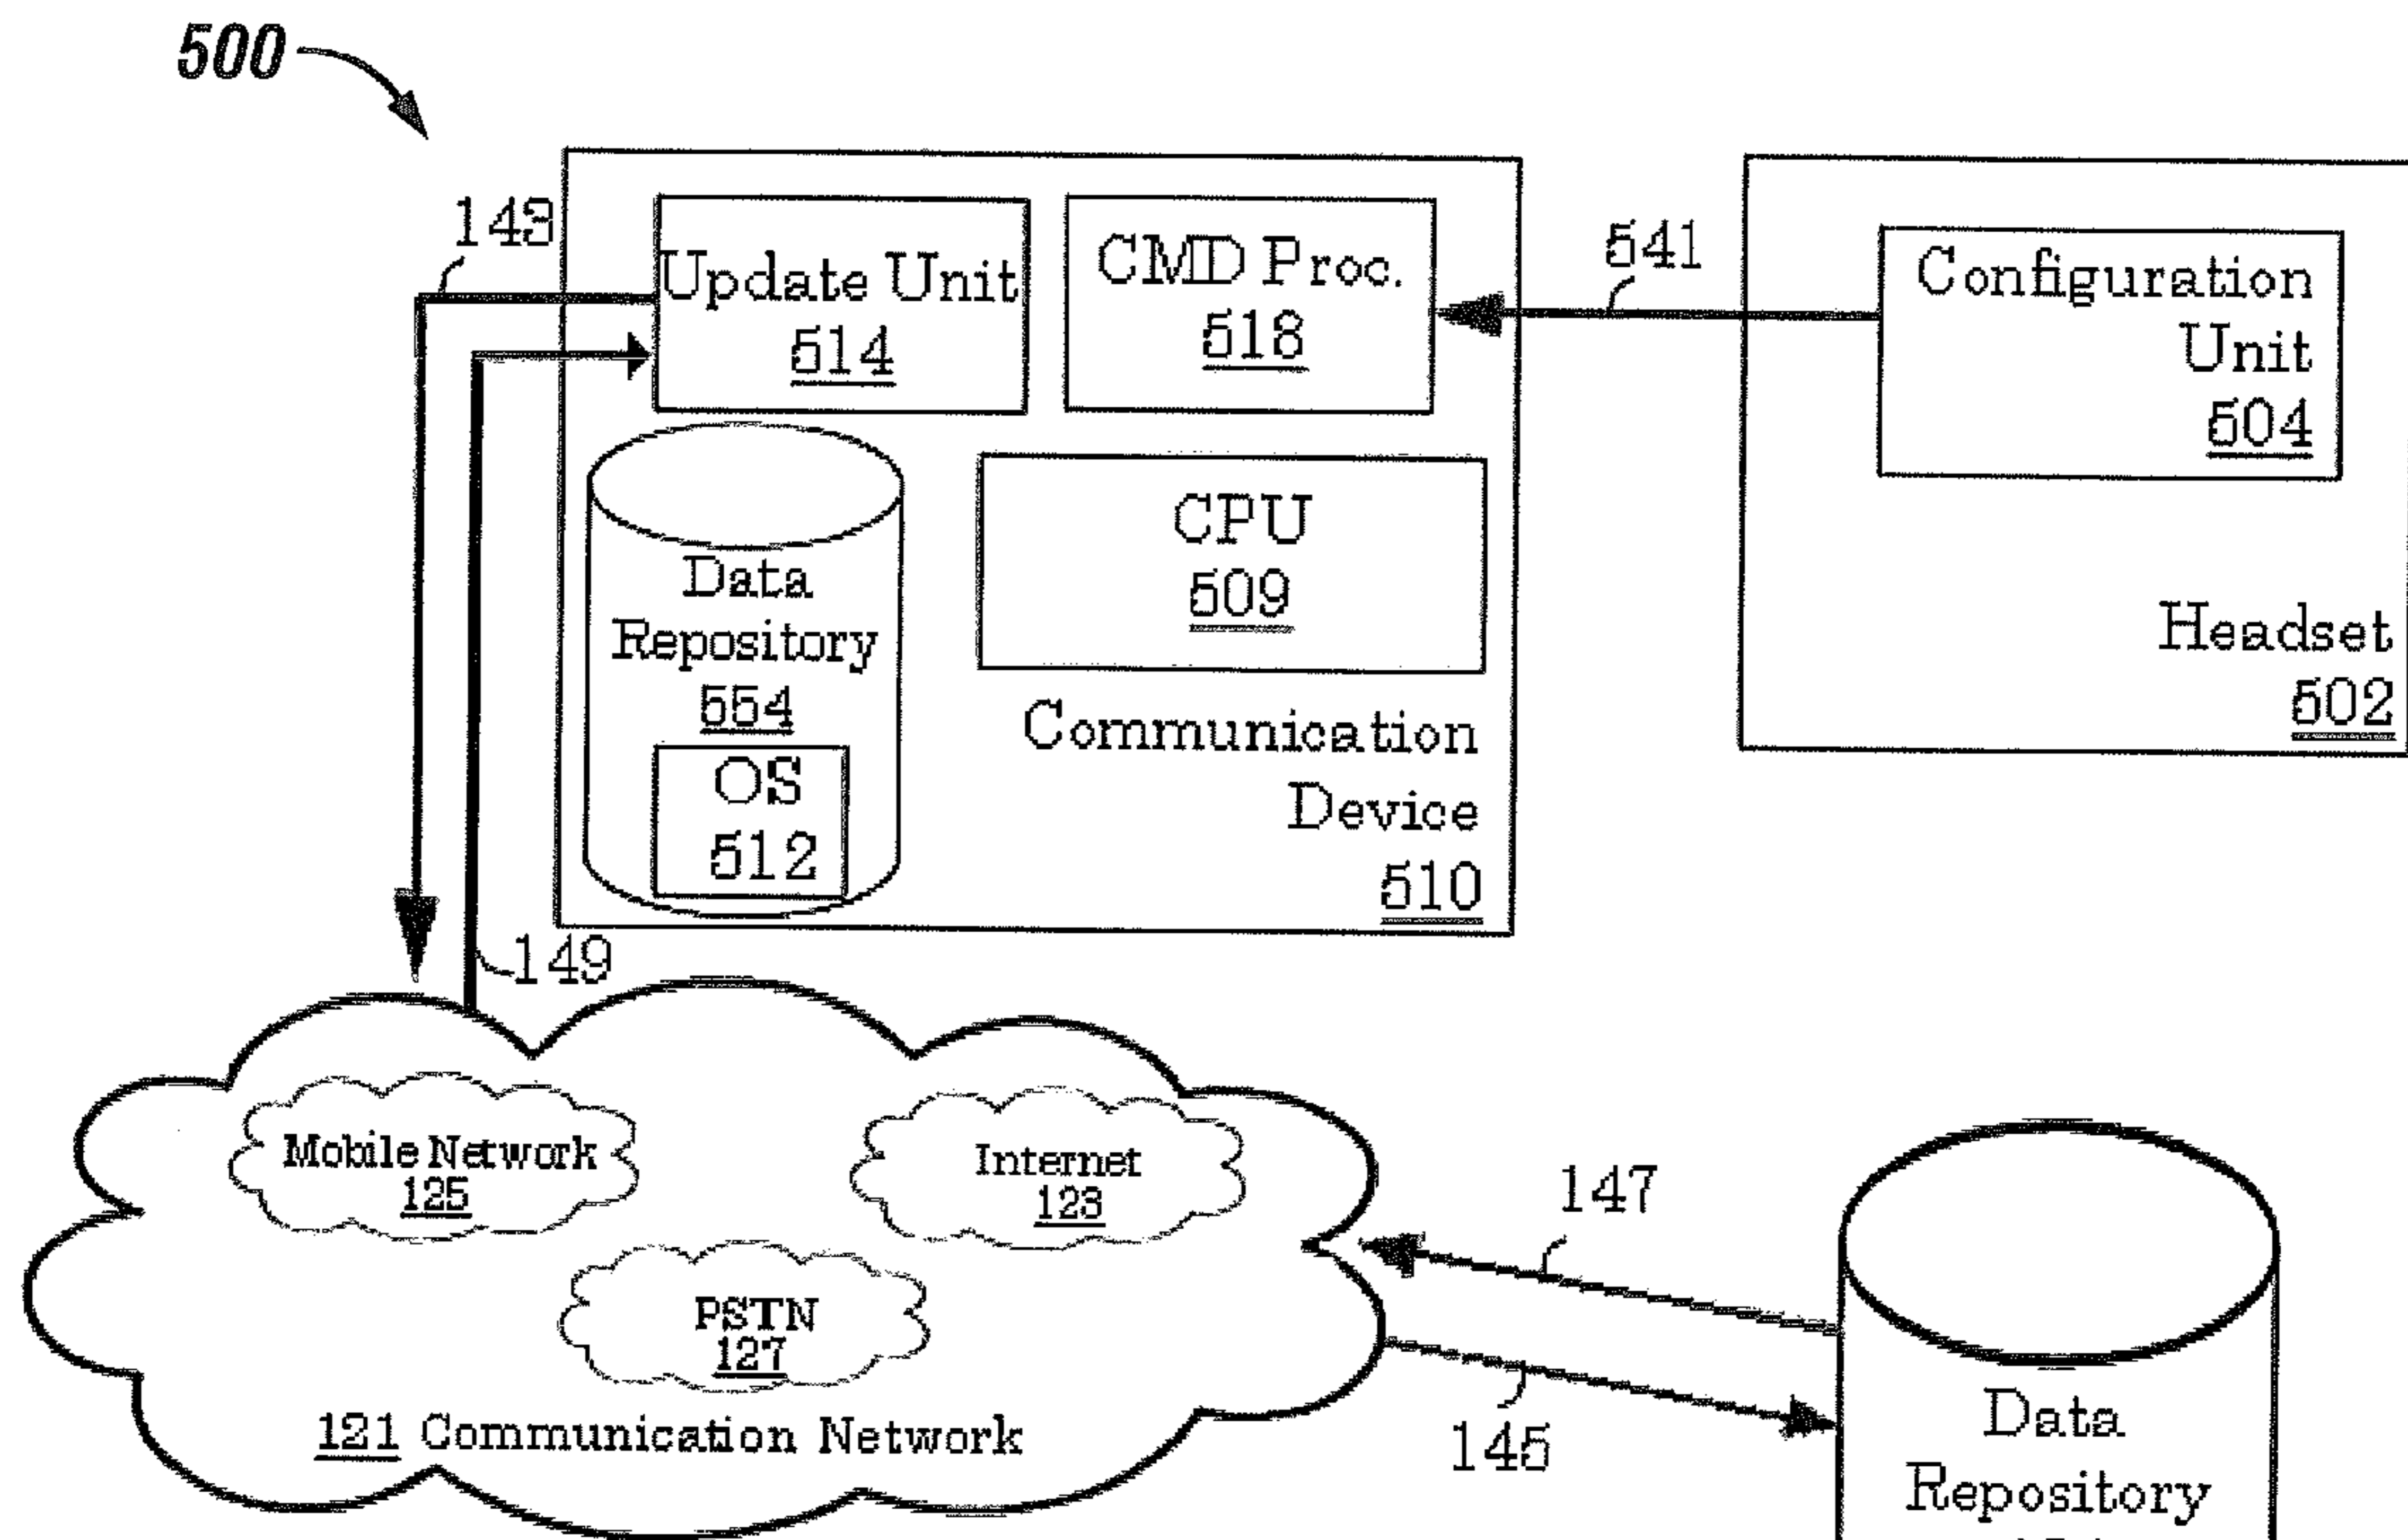 500
143
Update Unit
514
CMD Proc.
518
541
Configuration
Unit
504
Headset
502
CPU
509
Data
Repository
554
OS
512
Communication
Device
510
149
Mobile Network
125
Internet
123
PSTN
127
121 Communication Network
147
145
Data
Repository